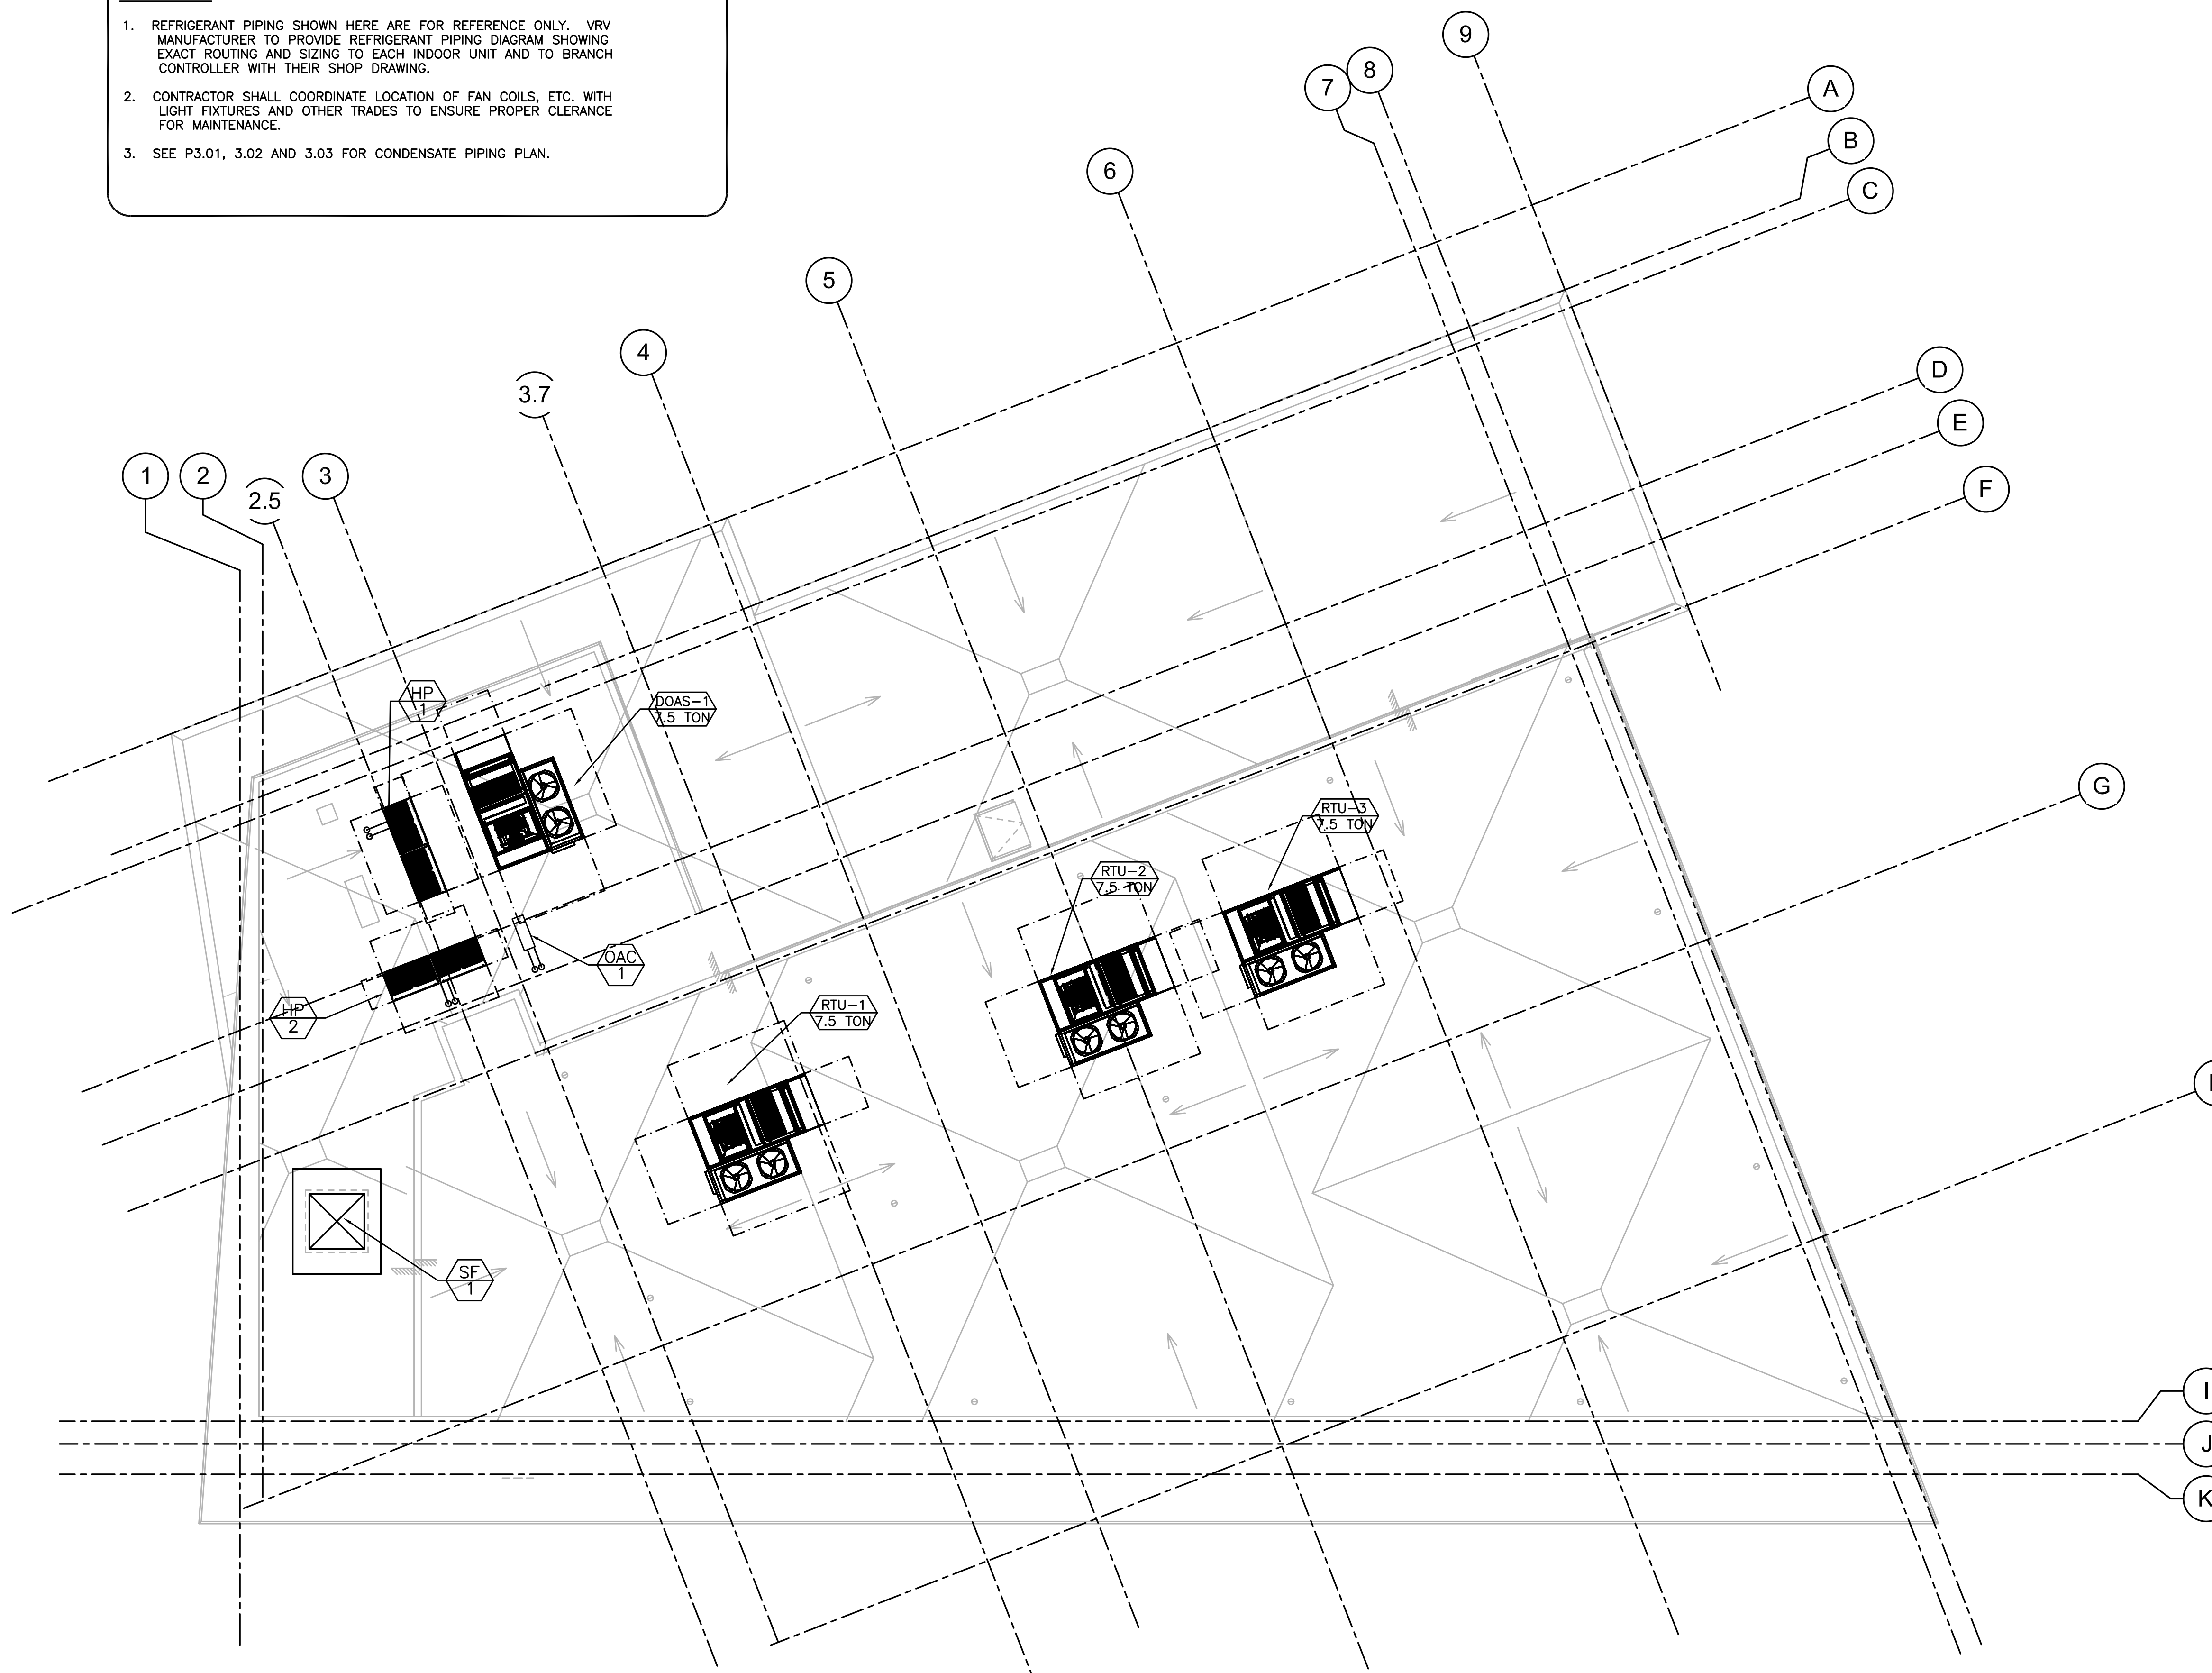 1. REFRIGERANT PIPING SHOWN HERE ARE FOR REFERENCE ONLY. VRV
MANUFACTURER TO PROVIDE REFRIGERANT PIPING DIAGRAM SHOWING
EXACT ROUTING AND SIZING TO EACH INDOOR UNIT AND TO BRANCH
CONTROLLER WITH THEIR SHOP DRAWING.
2. CONTRACTOR SHALL COORDINATE LOCATION OF FAN COILS, ETC. WITH
LIGHT FIXTURES AND OTHER TRADES TO ENSURE PROPER CLERANCE
FOR MAINTENANCE.
3. SEE P3.01, 3.02 AND 3.03 FOR CONDENSATE PIPING PLAN.
9
8
7
A
B
C
6
5
4
3.7
D
E
F
1
2
2.5
3
HP
1
DOAS-1
7.5 TON
G
RTU-3
7.5 TON
RTU-2
7.5 TON
OAC
1
RTU-1
7.5 TON
HP
2
SF
1
I
J
K